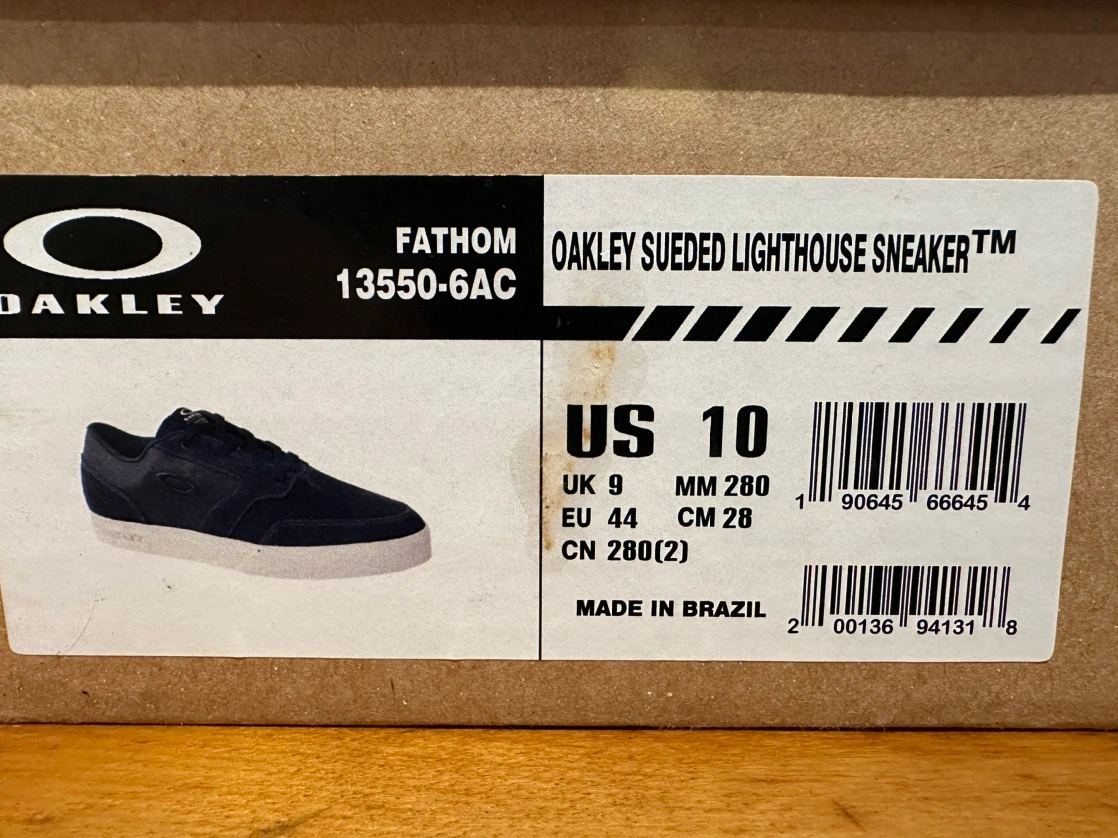 OAKLEY
FATHOM
13550-6AC
OAKLEY SUEDED LIGHTHOUSE SNEAKER™
US 10
UK 9 MM 280
EU 44 CM 28
CN 280(2)
MADE IN BRAZIL
1 90645 66645 4
2 00136 94131 8